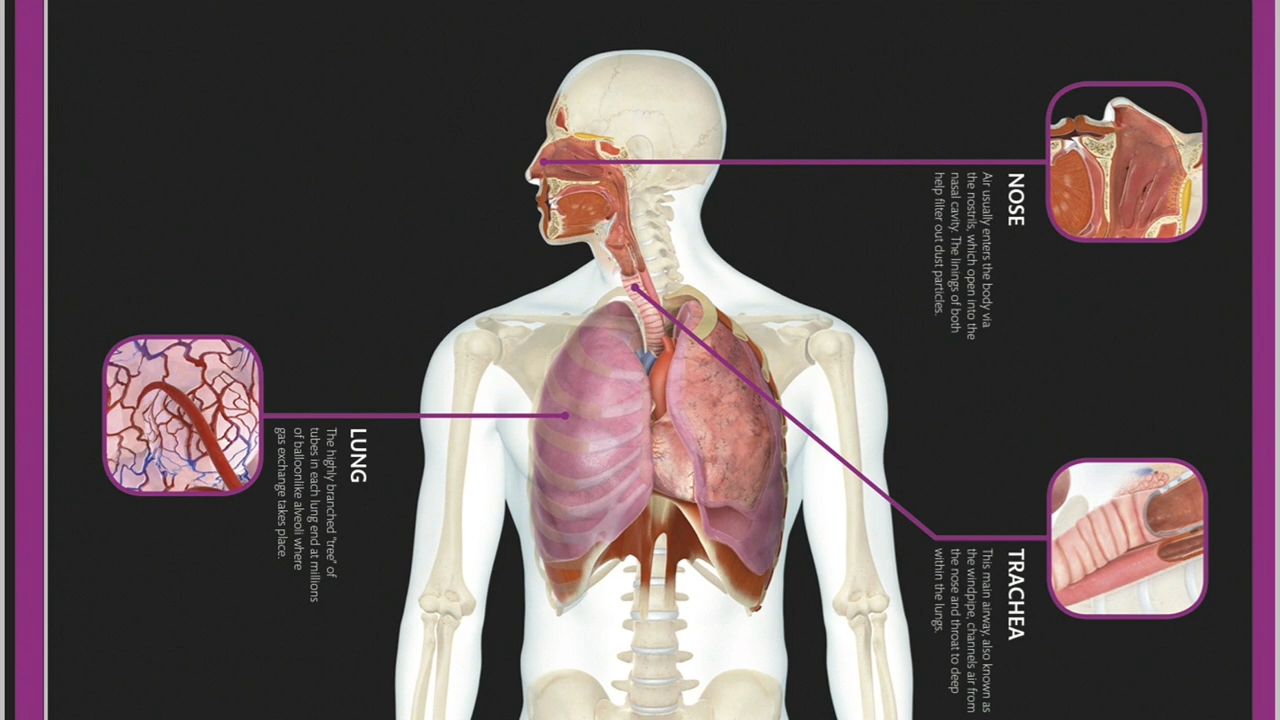 NOSE
Air usually enters the body via
the nostrils, which open into the
nasal cavity. The linings of both
help filter out dust particles.
LUNG
The highly branched “tree” of
tubes in each lung end at millions
of balloonlike alveoli where
gas exchange takes place.
TRACHEA
This main airway, also known as
the windpipe, channels air from
the nose and throat to deep
within the lungs.